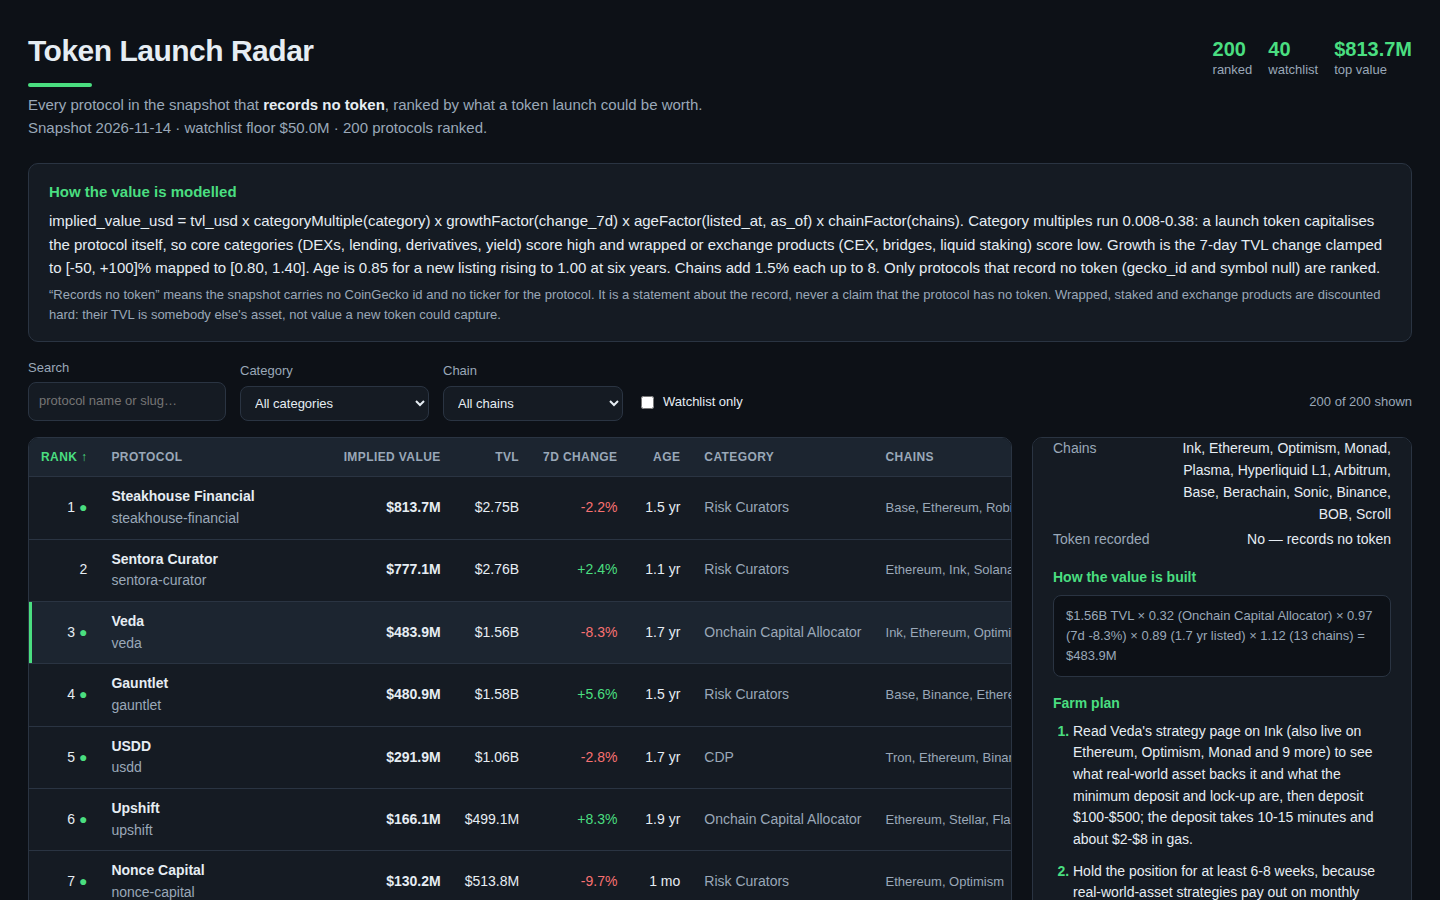 Token Launch Radar
200 ranked
40 watchlist
$813.7M top value
Every protocol in the snapshot that records no token, ranked by what a token launch could be worth.
Snapshot 2026-11-14 · watchlist floor $50.0M · 200 protocols ranked.
How the value is modelled
implied_value_usd = tvl_usd x categoryMultiple(category) x growthFactor(change_7d) x ageFactor(listed_at, as_of) x chainFactor(chains). Category multiples run 0.008-0.38: a launch token capitalises
the protocol itself, so core categories (DEXs, lending, derivatives, yield) score high and wrapped or exchange products (CEX, bridges, liquid staking) score low. Growth is the 7-day TVL change clamped
to [-50, +100]% mapped to [0.80, 1.40]. Age is 0.85 for a new listing rising to 1.00 at six years. Chains add 1.5% each up to 8. Only protocols that record no token (gecko_id and symbol null) are ranked.
“Records no token” means the snapshot carries no CoinGecko id and no ticker for the protocol. It is a statement about the record, never a claim that the protocol has no token. Wrapped, staked and exchange products are discounted
hard: their TVL is somebody else's asset, not value a new token could capture.
Search
protocol name or slug…
Category
All categories
Chain
All chains
Watchlist only
200 of 200 shown
RANK ↑ PROTOCOL IMPLIED VALUE TVL 7D CHANGE AGE CATEGORY CHAINS
1 ● Steakhouse Financial $813.7M $2.75B -2.2% 1.5 yr Risk Curators Base, Ethereum, Robi
steakhouse-financial
2 Sentora Curator $777.1M $2.76B +2.4% 1.1 yr Risk Curators Ethereum, Ink, Solana
sentora-curator
3 ● Veda $483.9M $1.56B -8.3% 1.7 yr Onchain Capital Allocator Ink, Ethereum, Optimi
veda
4 ● Gauntlet $480.9M $1.58B +5.6% 1.5 yr Risk Curators Base, Binance, Ethere
gauntlet
5 ● USDD $291.9M $1.06B -2.8% 1.7 yr CDP Tron, Ethereum, Binan
usdd
6 ● Upshift $166.1M $499.1M +8.3% 1.9 yr Onchain Capital Allocator Ethereum, Stellar, Fla
upshift
7 ● Nonce Capital $130.2M $513.8M -9.7% 1 mo Risk Curators Ethereum, Optimism
nonce-capital
Chains Ink, Ethereum, Optimism, Monad,
Plasma, Hyperliquid L1, Arbitrum,
Base, Berachain, Sonic, Binance,
BOB, Scroll
Token recorded No — records no token
How the value is built
$1.56B TVL × 0.32 (Onchain Capital Allocator) × 0.97
(7d -8.3%) × 0.89 (1.7 yr listed) × 1.12 (13 chains) =
$483.9M
Farm plan
1. Read Veda's strategy page on Ink (also live on
Ethereum, Optimism, Monad and 9 more) to see
what real-world asset backs it and what the
minimum deposit and lock-up are, then deposit
$100-$500; the deposit takes 10-15 minutes and
about $2-$8 in gas.
2. Hold the position for at least 6-8 weeks, because
real-world-asset strategies pay out on monthly